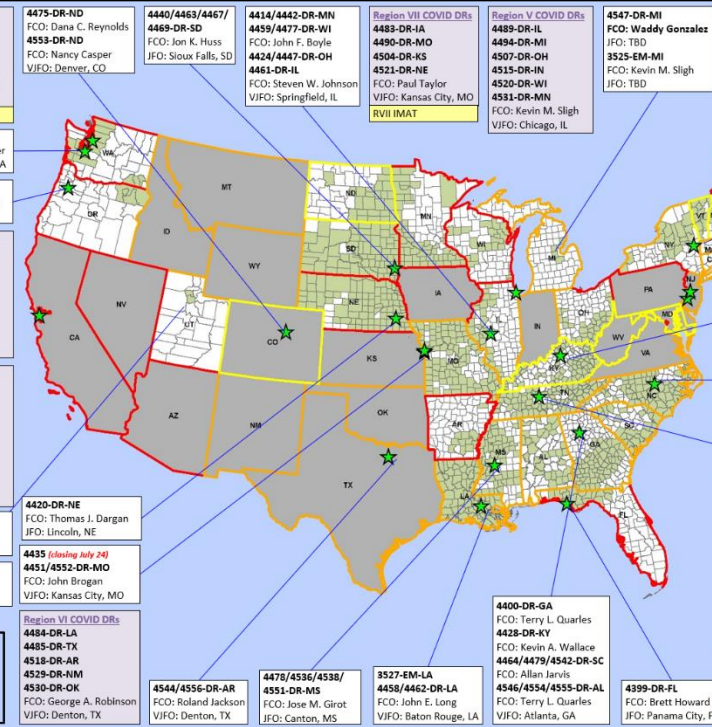 4475-DR-ND
FCO: Dana C. Reynolds
4553-DR-ND
FCO: Nancy Casper
VJFO: Denver, CO
4440/4463/4467/
4469-DR-SD
FCO: Jon K. Huss
JFO: Sioux Falls, SD
4414/4442-DR-MN
4459/4477-DR-WI
FCO: John F. Boyle
4424/4447-DR-OH
4461-DR-IL
FCO: Steven W. Johnson
VJFO: Springfield, IL
Region VII COVID DRs
4483-DR-IA
4490-DR-MO
4504-DR-KS
4521-DR-NE
FCO: Paul Taylor
VJFO: Kansas City, MO
RVII IMAT
Region V COVID DRs
4489-DR-IL
4494-DR-MI
4507-DR-OH
4515-DR-IN
4520-DR-WI
4531-DR-MN
FCO: Kevin M. Sligh
VJFO: Chicago, IL
4547-DR-MI
FCO: Waddy Gonzalez
JFO: TBD
3525-EM-MI
FCO: Kevin M. Sligh
JFO: TBD
WA
MT
ND
MN
OR
ID
WY
SD
WI
MI
NY
VT
NV
UT
NE
IA
PA
NJ
CA
CO
KS
MO
IL
IN
OH
WV
MD
VA
KY
AZ
NM
OK
AR
TN
NC
SC
TX
LA
MS
AL
GA
FL
4420-DR-NE
FCO: Thomas J. Dargan
JFO: Lincoln, NE
4435 (closing July 24)
4451/4552-DR-MO
FCO: John Brogan
VJFO: Kansas City, MO
Region VI COVID DRs
4484-DR-LA
4485-DR-TX
4518-DR-AR
4529-DR-NM
4530-DR-OK
FCO: George A. Robinson
VJFO: Denton, TX
4544/4556-DR-AR
FCO: Roland Jackson
VJFO: Denton, TX
4478/4536/4538/
4551-DR-MS
FCO: Jose M. Girot
JFO: Canton, MS
3527-EM-LA
4458/4462-DR-LA
FCO: John E. Long
VJFO: Baton Rouge, LA
4400-DR-GA
FCO: Terry L. Quarles
4428-DR-KY
FCO: Kevin A. Wallace
4464/4479/4542-DR-SC
FCO: Allan Jarvis
4546/4554/4555-DR-AL
FCO: Terry L. Quarles
VJFO: Atlanta, GA
4399-DR-FL
FCO: Brett Howard
JFO: Panama City,